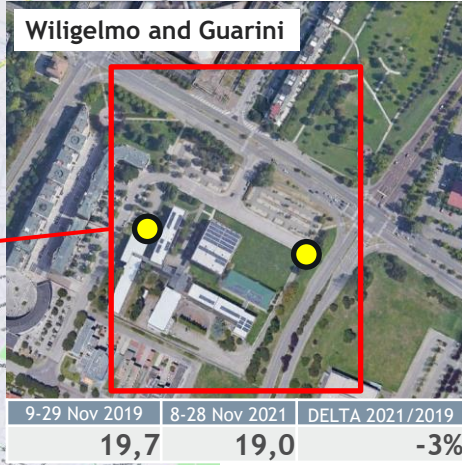 Wiligelmo and Guarini
9-29 Nov 2019 8-28 Nov 2021 DELTA 2021/2019
19,7 19,0 -3%